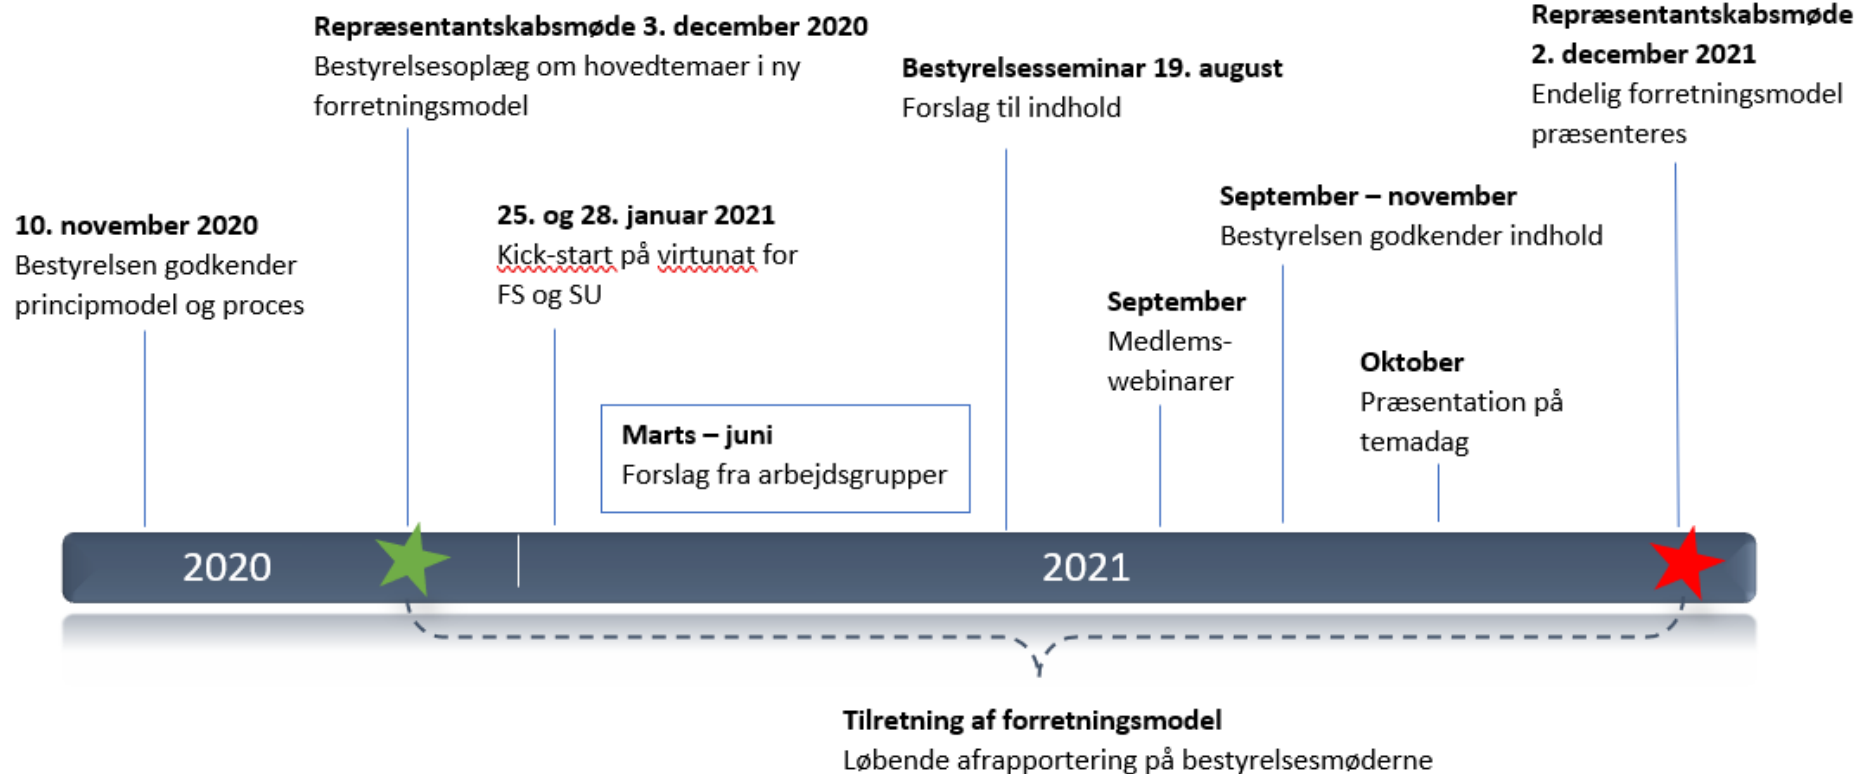 Repræsentantskabsmøde 3. december 2020
Bestyrelsesoplæg om hovedtemaer i ny
forretningsmodel
Bestyrelsesseminar 19. august
Forslag til indhold
Repræsentantskabsmøde
2. december 2021
Endelig forretningsmodel
præsenteres
10. november 2020
Bestyrelsen godkender
principmodel og proces
25. og 28. januar 2021
Kick-start på virtunat for
FS og SU
September – november
Bestyrelsen godkender indhold
September
Medlems-
webinarer
Oktober
Præsentation på
temadag
Marts – juni
Forslag fra arbejdsgrupper
2020
2021
Tilretning af forretningsmodel
Løbende afrapportering på bestyrelsesmøderne